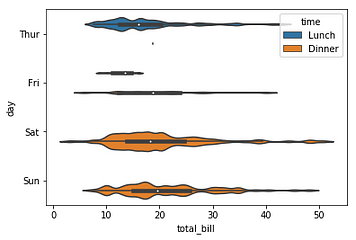 time
Lunch
Dinner
Thur
Fri
Sat
Sun
day
0 10 20 30 40 50
total_bill